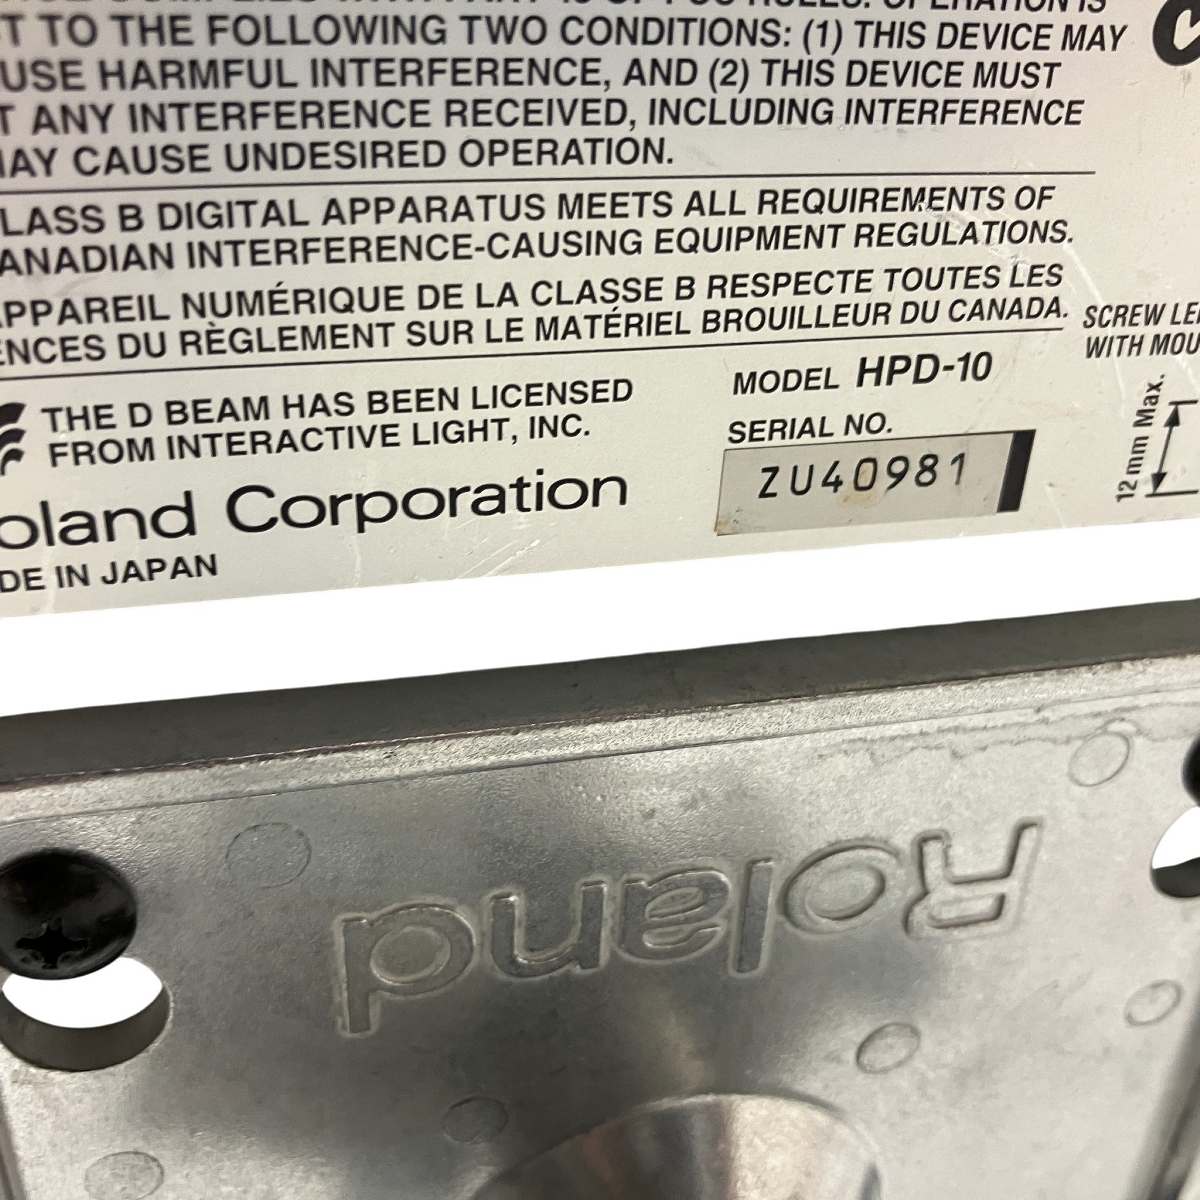 T TO THE FOLLOWING TWO CONDITIONS: (1) THIS DEVICE MAY
USE HARMFUL INTERFERENCE, AND (2) THIS DEVICE MUST
T ANY INTERFERENCE RECEIVED, INCLUDING INTERFERENCE
AY CAUSE UNDESIRED OPERATION.
LASS B DIGITAL APPARATUS MEETS ALL REQUIREMENTS OF
ANADIAN INTERFERENCE-CAUSING EQUIPMENT REGULATIONS.
PPAREIL NUMÉRIQUE DE LA CLASSE B RESPECTE TOUTES LES
ENCES DU RÈGLEMENT SUR LE MATÉRIEL BROUILLEUR DU CANADA.
SCREW LE
WITH MOU
12 mm Max.
THE D BEAM HAS BEEN LICENSED
FROM INTERACTIVE LIGHT, INC.
MODEL HPD-10
SERIAL NO.
ZU40981
oland Corporation
DE IN JAPAN
Roland